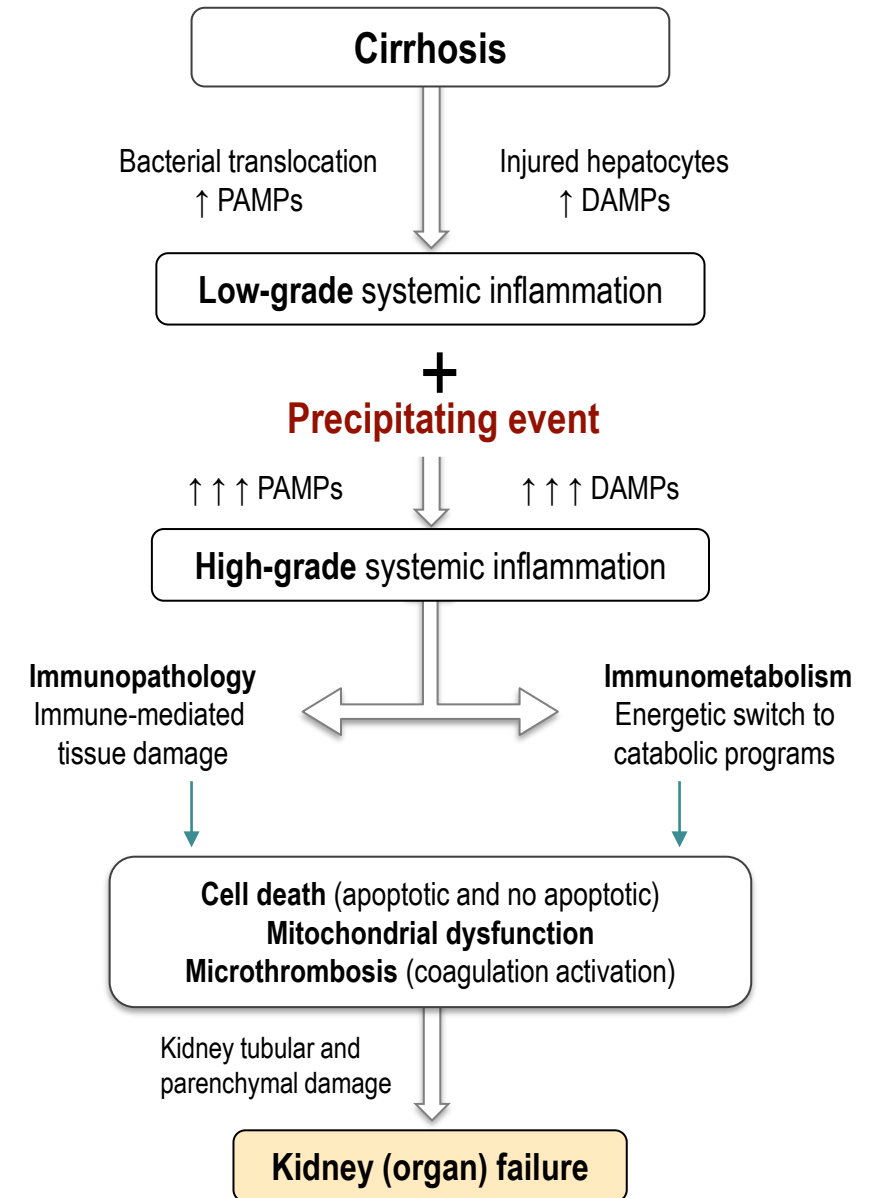 Cirrhosis
Bacterial translocation
↑ PAMPs
Injured hepatocytes
↑ DAMPs
Low-grade systemic inflammation
+
Precipitating event
↑ ↑ ↑ PAMPs
↑ ↑ ↑ DAMPs
High-grade systemic inflammation
Immunopathology
Immune-mediated
tissue damage
Immunometabolism
Energetic switch to
catabolic programs
Cell death (apoptotic and no apoptotic)
Mitochondrial dysfunction
Microthrombosis (coagulation activation)
Kidney tubular and
parenchymal damage
Kidney (organ) failure